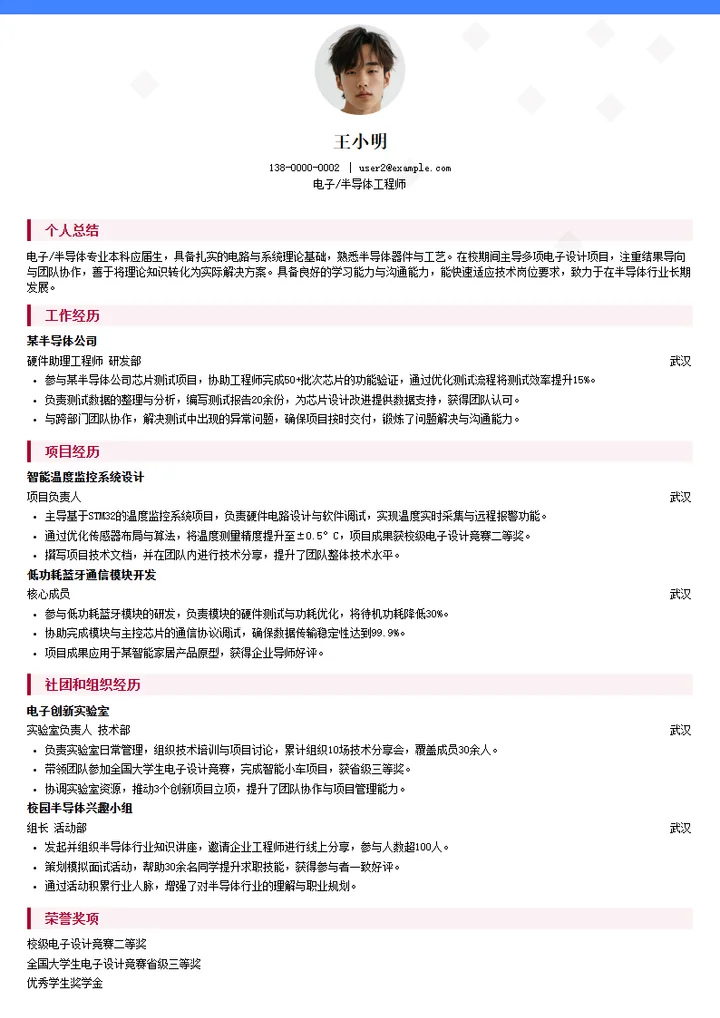 王小明
138-0000-0002 | user2@example.com
电子/半导体工程师
个人总结
电子/半导体专业本科应届生，具备扎实的电路与系统理论基础，熟悉半导体器件与工艺。在校期间主导多项电子设计项目，注重结果导向
与团队协作，善于将理论知识转化为实际解决方案。具备良好的学习能力与沟通能力，能快速适应技术岗位要求，致力于在半导体行业长期
发展。
工作经历
某半导体公司
硬件助理工程师 研发部 武汉
• 参与某半导体公司芯片测试项目，协助工程师完成50+批次芯片的功能验证，通过优化测试流程将测试效率提升15%。
• 负责测试数据的整理与分析，编写测试报告20余份，为芯片设计改进提供数据支持，获得团队认可。
• 与跨部门团队协作，解决测试中出现的异常问题，确保项目按时交付，锻炼了问题解决与沟通能力。
项目经历
智能温度监控系统设计
项目负责人 武汉
• 主导基于STM32的温度监控系统项目，负责硬件电路设计与软件调试，实现温度实时采集与远程报警功能。
• 通过优化传感器布局与算法，将温度测量精度提升至±0.5°C，项目成果获校级电子设计竞赛二等奖。
• 撰写项目技术文档，并在团队内进行技术分享，提升了团队整体技术水平。
低功耗蓝牙通信模块开发
核心成员 武汉
• 参与低功耗蓝牙模块的研发，负责模块的硬件测试与功耗优化，将待机功耗降低30%。
• 协助完成模块与主控芯片的通信协议调试，确保数据传输稳定性达到99.9%。
• 项目成果应用于某智能家居产品原型，获得企业导师好评。
社团和组织经历
电子创新实验室
实验室负责人 技术部 武汉
• 负责实验室日常管理，组织技术培训与项目讨论，累计组织10场技术分享会，覆盖成员30余人。
• 带领团队参加全国大学生电子设计竞赛，完成智能小车项目，获省级三等奖。
• 协调实验室资源，推动3个创新项目立项，提升了团队协作与项目管理能力。
校园半导体兴趣小组
组长 活动部 武汉
• 发起并组织半导体行业知识讲座，邀请企业工程师进行线上分享，参与人数超100人。
• 策划模拟面试活动，帮助30余名同学提升求职技能，获得参与者一致好评。
• 通过活动积累行业人脉，增强了对半导体行业的理解与职业规划。
荣誉奖项
校级电子设计竞赛二等奖
全国大学生电子设计竞赛省级三等奖
优秀学生奖学金